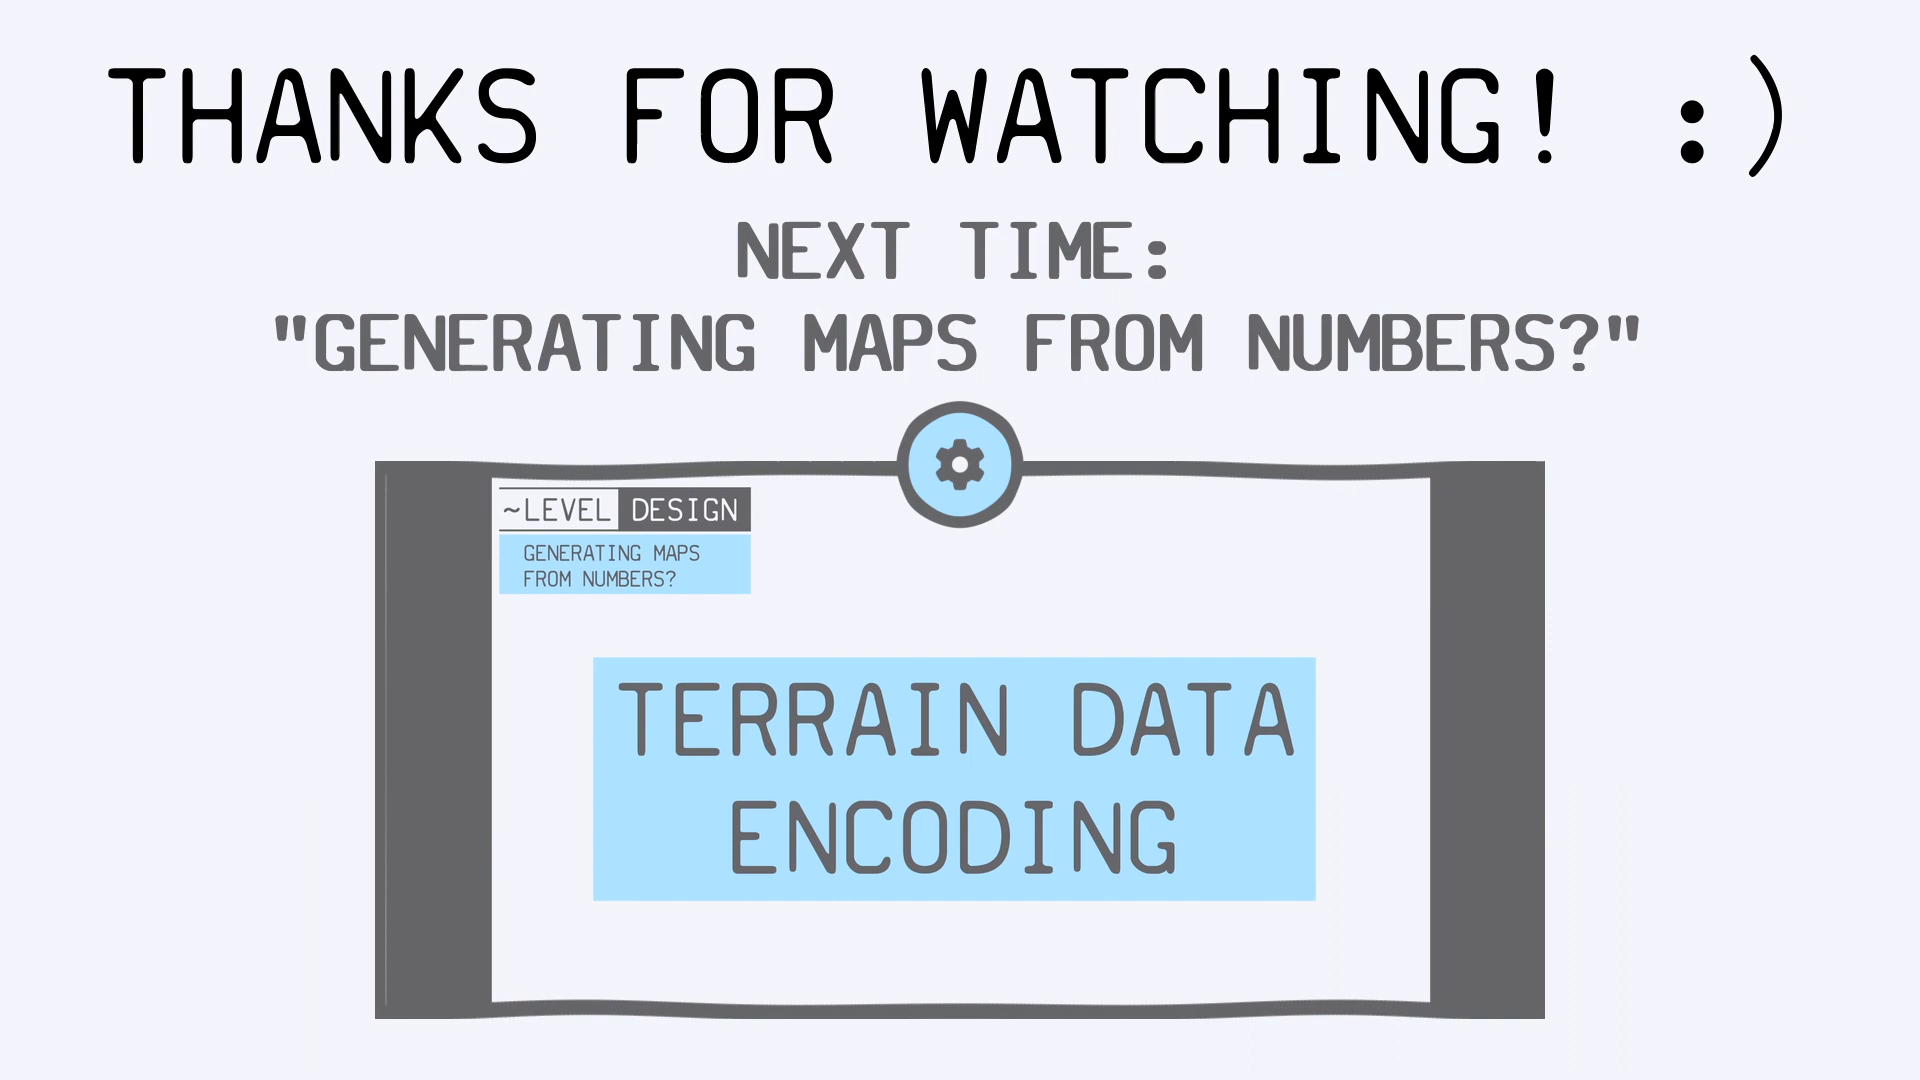 THANKS FOR WATCHING! :)
NEXT TIME:
"GENERATING MAPS FROM NUMBERS?"
~LEVEL DESIGN
GENERATING MAPS
FROM NUMBERS?
TERRAIN DATA
ENCODING